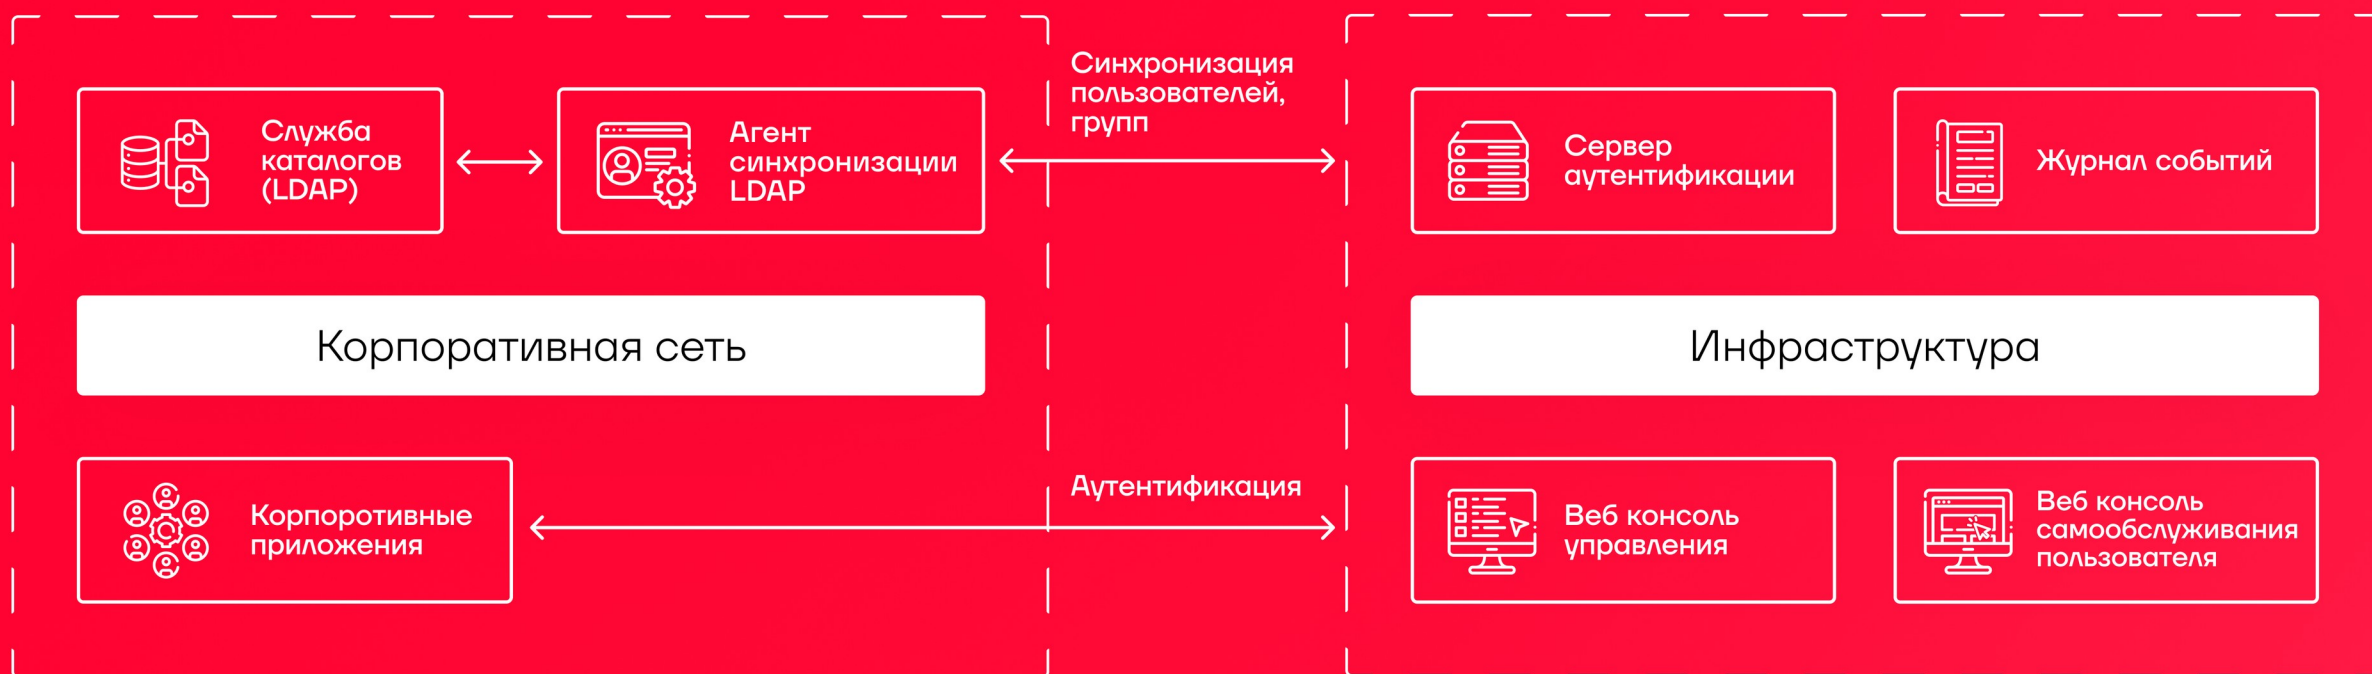 Служба
каталогов
(LDAP)
Агент
синхронизации
LDAP
Синхронизация
пользователей,
групп
Сервер
аутентификации
Журнал событий
Корпоративная сеть
Инфраструктура
Корпоротивные
приложения
Аутентификация
Веб консоль
управления
Веб консоль
самообслуживания
пользователя